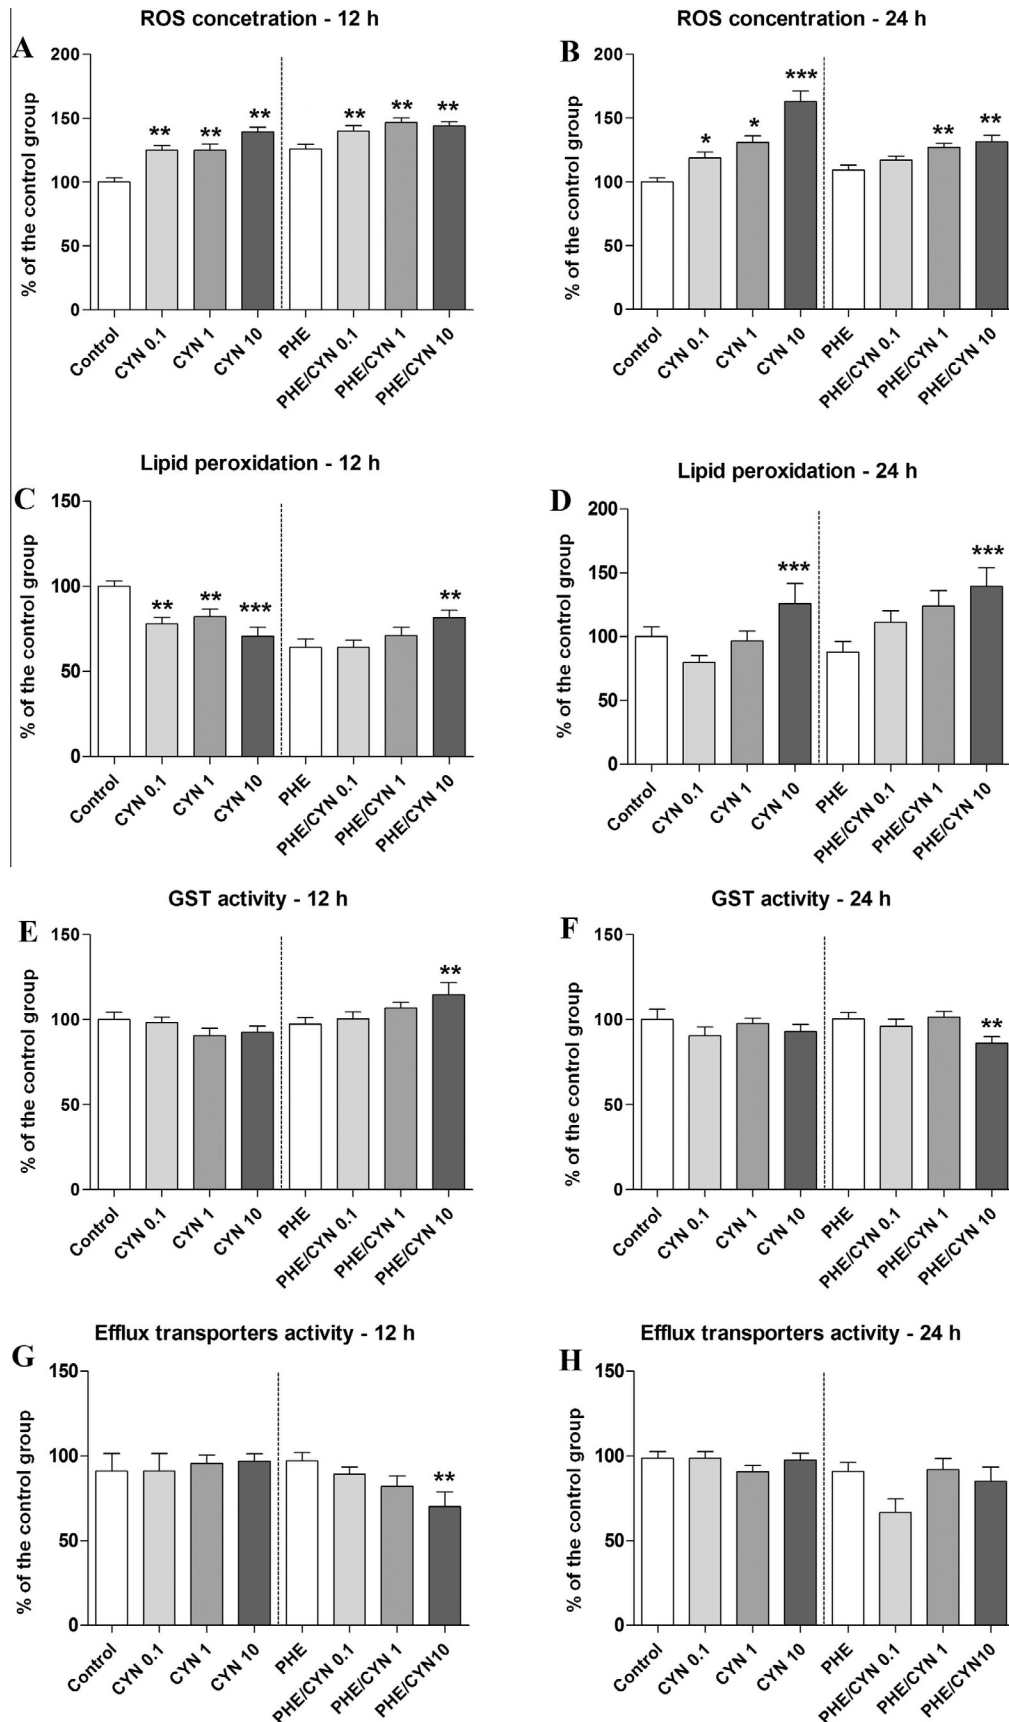 ROS concetration - 12 h
A
% of the control group
200
150
100
50
0
** ** ** ** ** **
Control CYN 0.1 CYN 1 CYN 10 PHE PHE/CYN 0.1 PHE/CYN 1 PHE/CYN 10
ROS concentration - 24 h
B
% of the control group
200
150
100
50
0
* * *** ** **
Control CYN 0.1 CYN 1 CYN 10 PHE PHE/CYN 0.1 PHE/CYN 1 PHE/CYN 10
Lipid peroxidation - 12 h
C
% of the control group
150
100
50
0
** ** *** **
Control CYN 0.1 CYN 1 CYN 10 PHE PHE/CYN 0.1 PHE/CYN 1 PHE/CYN 10
Lipid peroxidation - 24 h
D
% of the control group
200
150
100
50
0
*** ***
Control CYN 0.1 CYN 1 CYN 10 PHE PHE/CYN 0.1 PHE/CYN 1 PHE/CYN 10
GST activity - 12 h
E
% of the control group
150
100
50
0
**
Control CYN 0.1 CYN 1 CYN 10 PHE PHE/CYN 0.1 PHE/CYN 1 PHE/CYN 10
GST activity - 24 h
F
% of the control group
150
100
50
0
**
Control CYN 0.1 CYN 1 CYN 10 PHE PHE/CYN 0.1 PHE/CYN 1 PHE/CYN 10
Efflux transporters activity - 12 h
G
% of the control group
150
100
50
0
**
Control CYN 0.1 CYN 1 CYN 10 PHE PHE/CYN 0.1 PHE/CYN 1 PHE/CYN10
Efflux transporters activity - 24 h
H
% of the control group
150
100
50
0
Control CYN 0.1 CYN 1 CYN 10 PHE PHE/CYN 0.1 PHE/CYN 1 PHE/CYN10